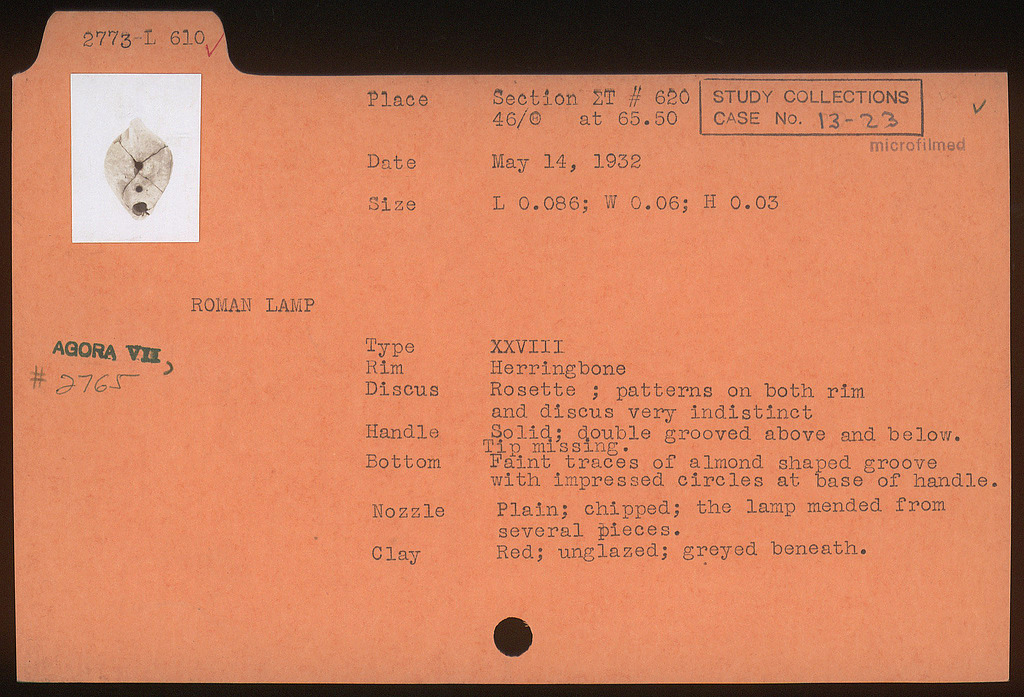 2773-L 610 ✓
Place Section ΣΤ # 620
46/Θ at 65.50
STUDY COLLECTIONS
CASE No. 13-23
✓
microfilmed
Date May 14, 1932
Size L 0.086; W 0.06; H 0.03
ROMAN LAMP
AGORA VII,
# 2765
Type XXVIII
Rim Herringbone
Discus Rosette ; patterns on both rim
and discus very indistinct
Handle Solid; double grooved above and below.
Tip missing.
Bottom Faint traces of almond shaped groove
with impressed circles at base of handle.
Nozzle Plain; chipped; the lamp mended from
several pieces.
Clay Red; unglazed; greyed beneath.